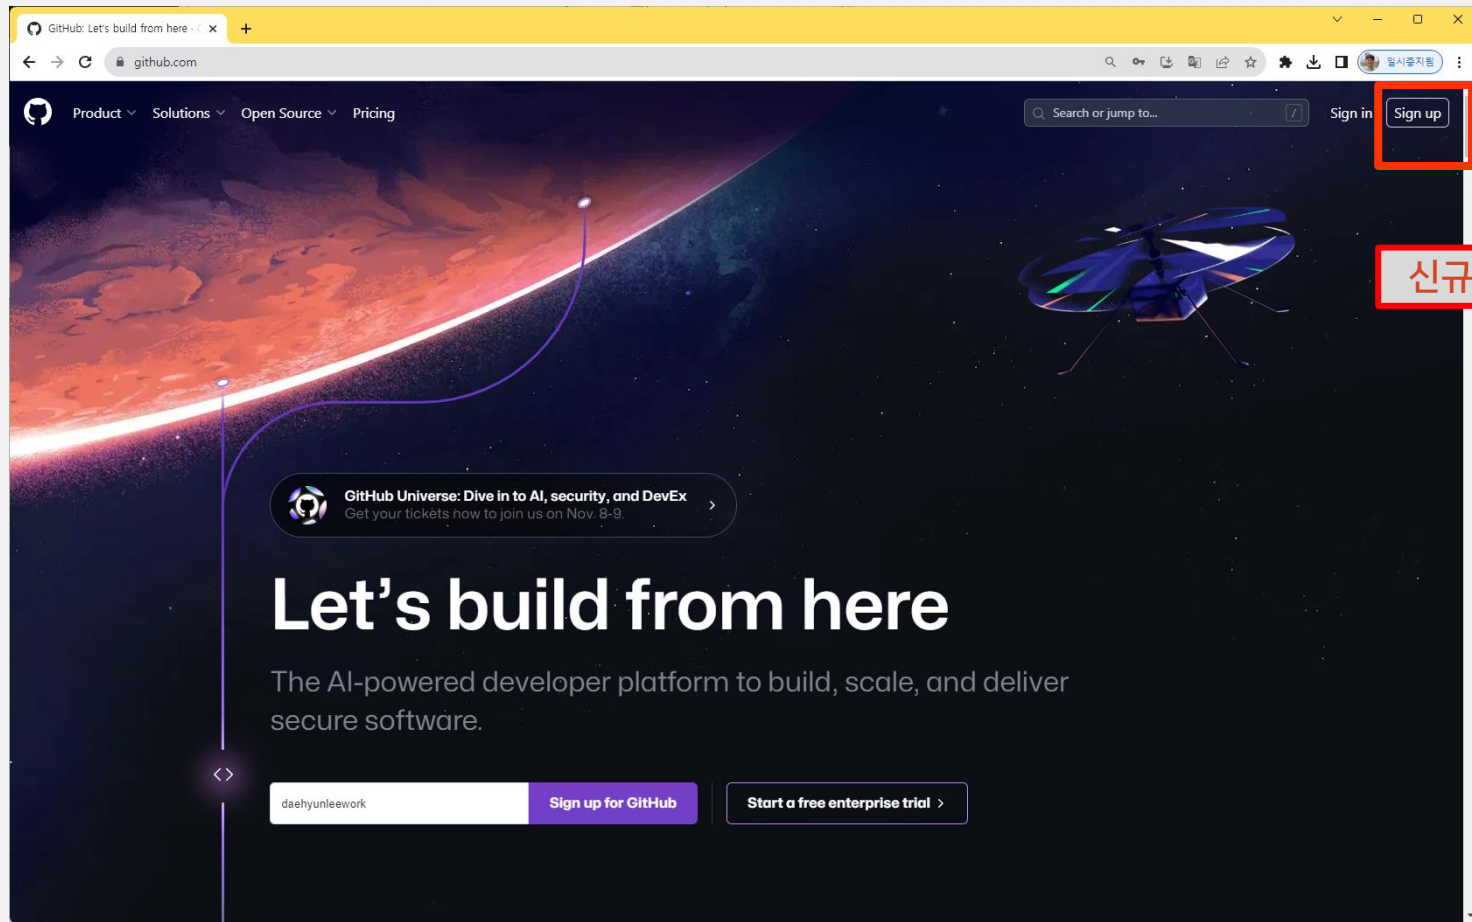 GitHub: Let's build from here · G
github.com
일시중지됨
Product
Solutions
Open Source
Pricing
Search or jump to...
/
Sign in
Sign up
신규
GitHub Universe: Dive in to AI, security, and DevEx
Get your tickets now to join us on Nov. 8-9.
Let's build from here
The AI-powered developer platform to build, scale, and deliver
secure software.
daehyunleework
Sign up for GitHub
Start a free enterprise trial